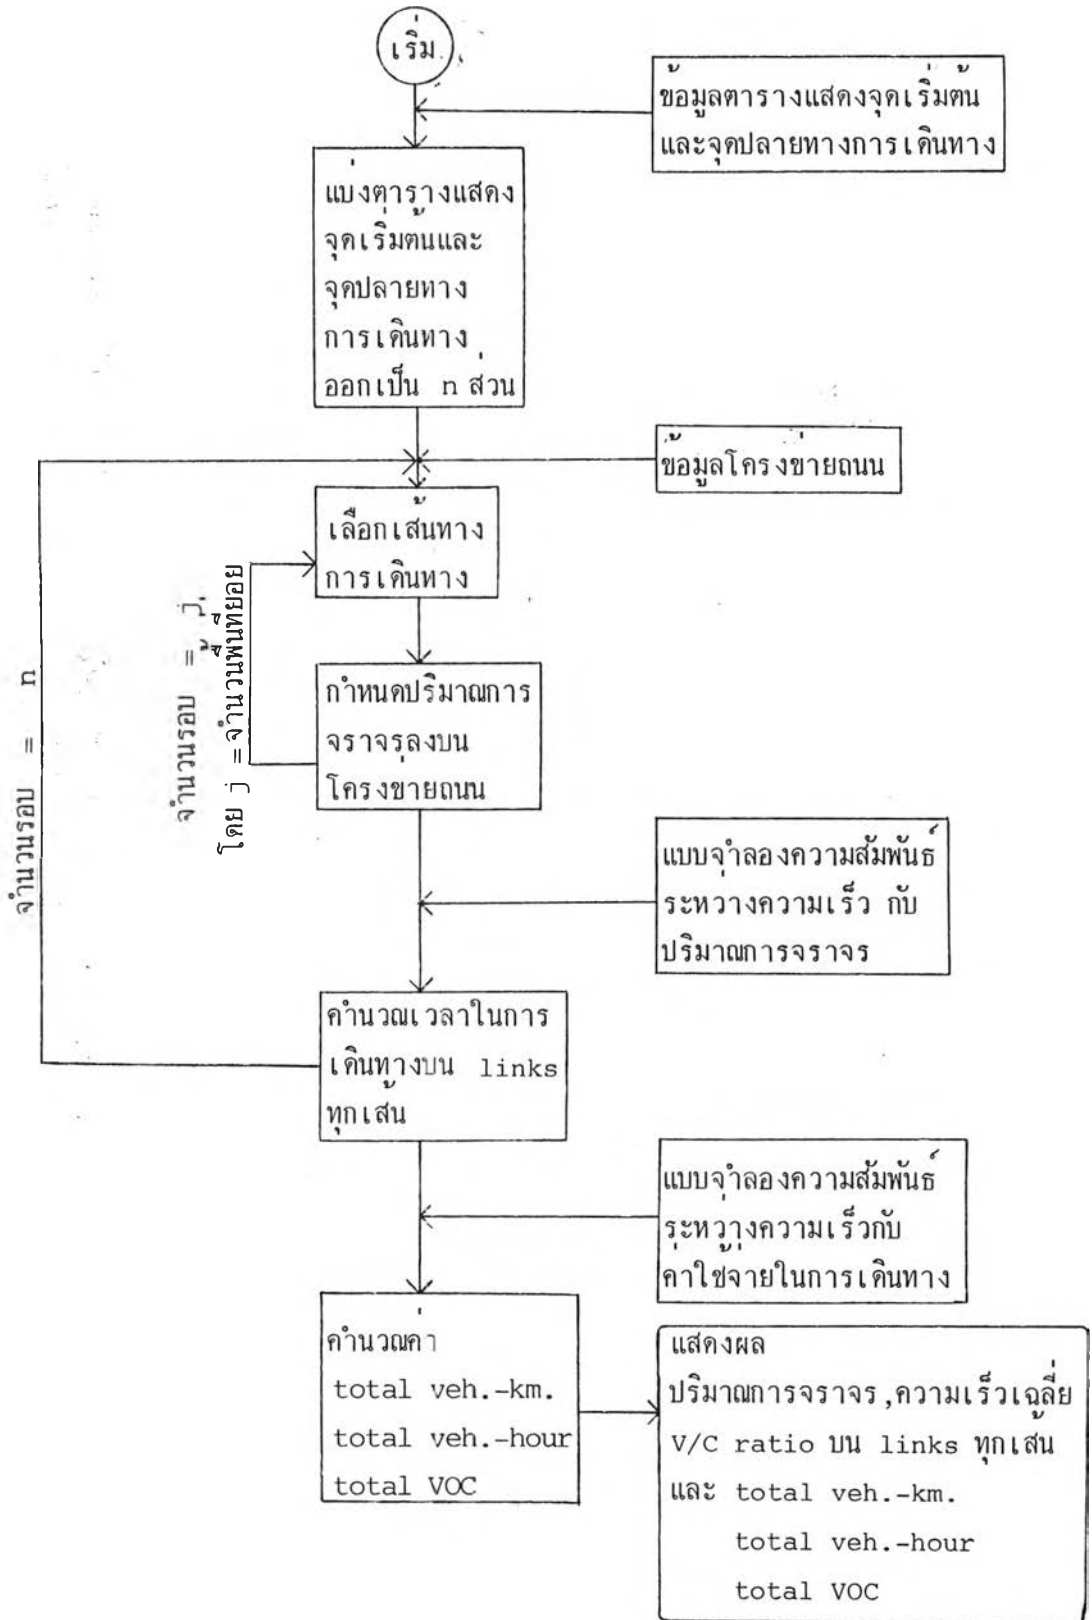 เริ่ม
ข้อมูลตารางแสดงจุดเริ่มต้น
และจุดปลายทางการเดินทาง
แบ่งตารางแสดง
จุดเริ่มต้นและ
จุดปลายทาง
การเดินทาง
ออกเป็น n ส่วน
ข้อมูลโครงข่ายถนน
เลือกเส้นทาง
การเดินทาง
จำนวนรอบ = n
จำนวนรอบ = j
โดย j = จำนวนพื้นที่ย่อย
กำหนดปริมาณการ
จราจรลงบน
โครงข่ายถนน
แบบจำลองความสัมพันธ์
ระหว่างความเร็ว กับ
ปริมาณการจราจร
คำนวณเวลาในการ
เดินทางบน links
ทุกเส้น
แบบจำลองความสัมพันธ์
ระหว่างความเร็วกับ
ค่าใช้จ่ายในการเดินทาง
คำนวณค่า
total veh.-km.
total veh.-hour
total VOC
แสดงผล
ปริมาณการจราจร,ความเร็วเฉลี่ย
V/C ratio บน links ทุกเส้น
และ total veh.-km.
total veh.-hour
total VOC